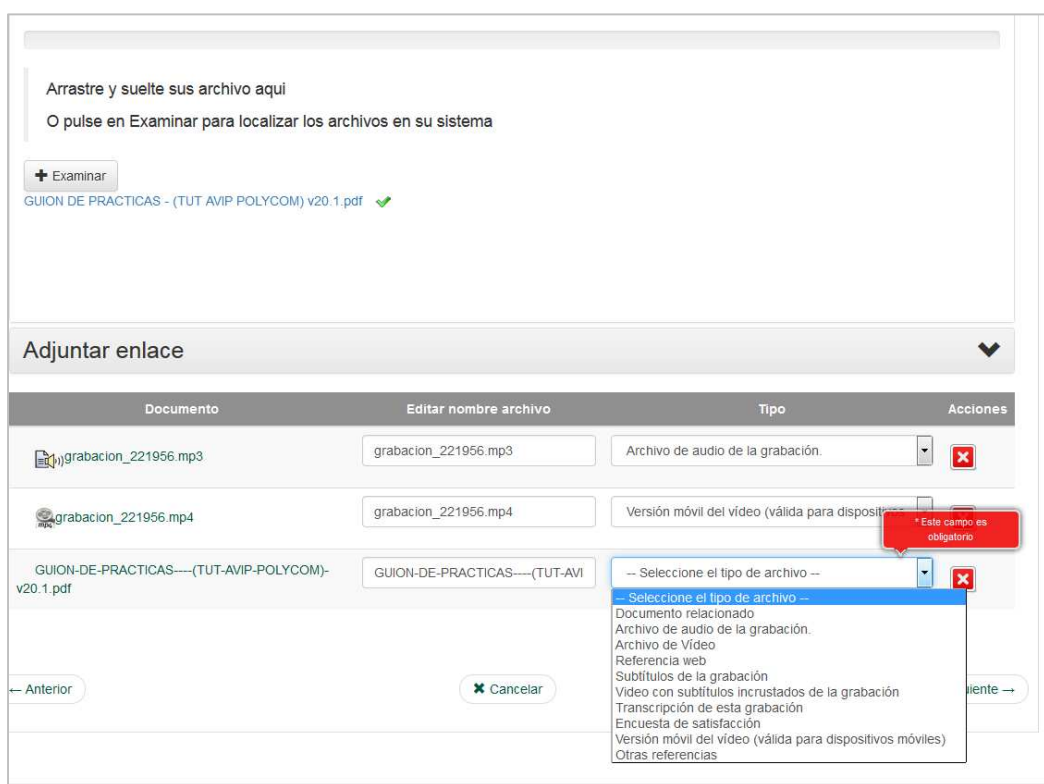 Arrastre y suelte sus archivo aqui
O pulse en Examinar para localizar los archivos en su sistema
Examinar
GUION DE PRACTICAS - (TUT AVIP POLYCOM) v20.1.pdf
Adjuntar enlace
Documento Editar nombre archivo Tipo Acciones
grabacion_221956.mp3 grabacion_221956.mp3 Archivo de audio de la grabación.
grabacion_221956.mp4 grabacion_221956.mp4 Versión móvil del vídeo (válida para dispositivos
* Este campo es
obligatorio
GUION-DE-PRACTICAS----(TUT-AVIP-POLYCOM)- GUION-DE-PRACTICAS----(TUT-AVI -- Seleccione el tipo de archivo --
v20.1.pdf
-- Seleccione el tipo de archivo --
Documento relacionado
Archivo de audio de la grabación.
Archivo de Vídeo
Referencia web
Subtítulos de la grabación
Video con subtítulos incrustados de la grabación
Transcripción de esta grabación
Encuesta de satisfacción
Versión móvil del vídeo (válida para dispositivos móviles)
Otras referencias
← Anterior Cancelar iente →